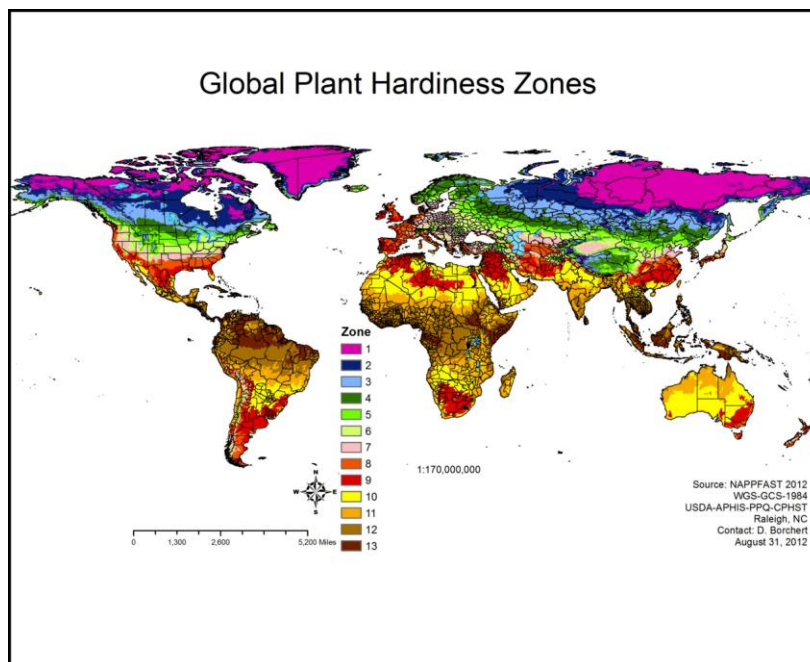 Global Plant Hardiness Zones
Zone
1
2
3
4
5
6
7
8
9
10
11
12
13
1:170,000,000
N
W
E
S
0
1,300
2,600
5,200 Miles
Source: NAPPFAST 2012
WGS-GCS-1984
USDA-APHIS-PPQ-CPHST
Raleigh, NC
Contact: D. Borchert
August 31, 2012